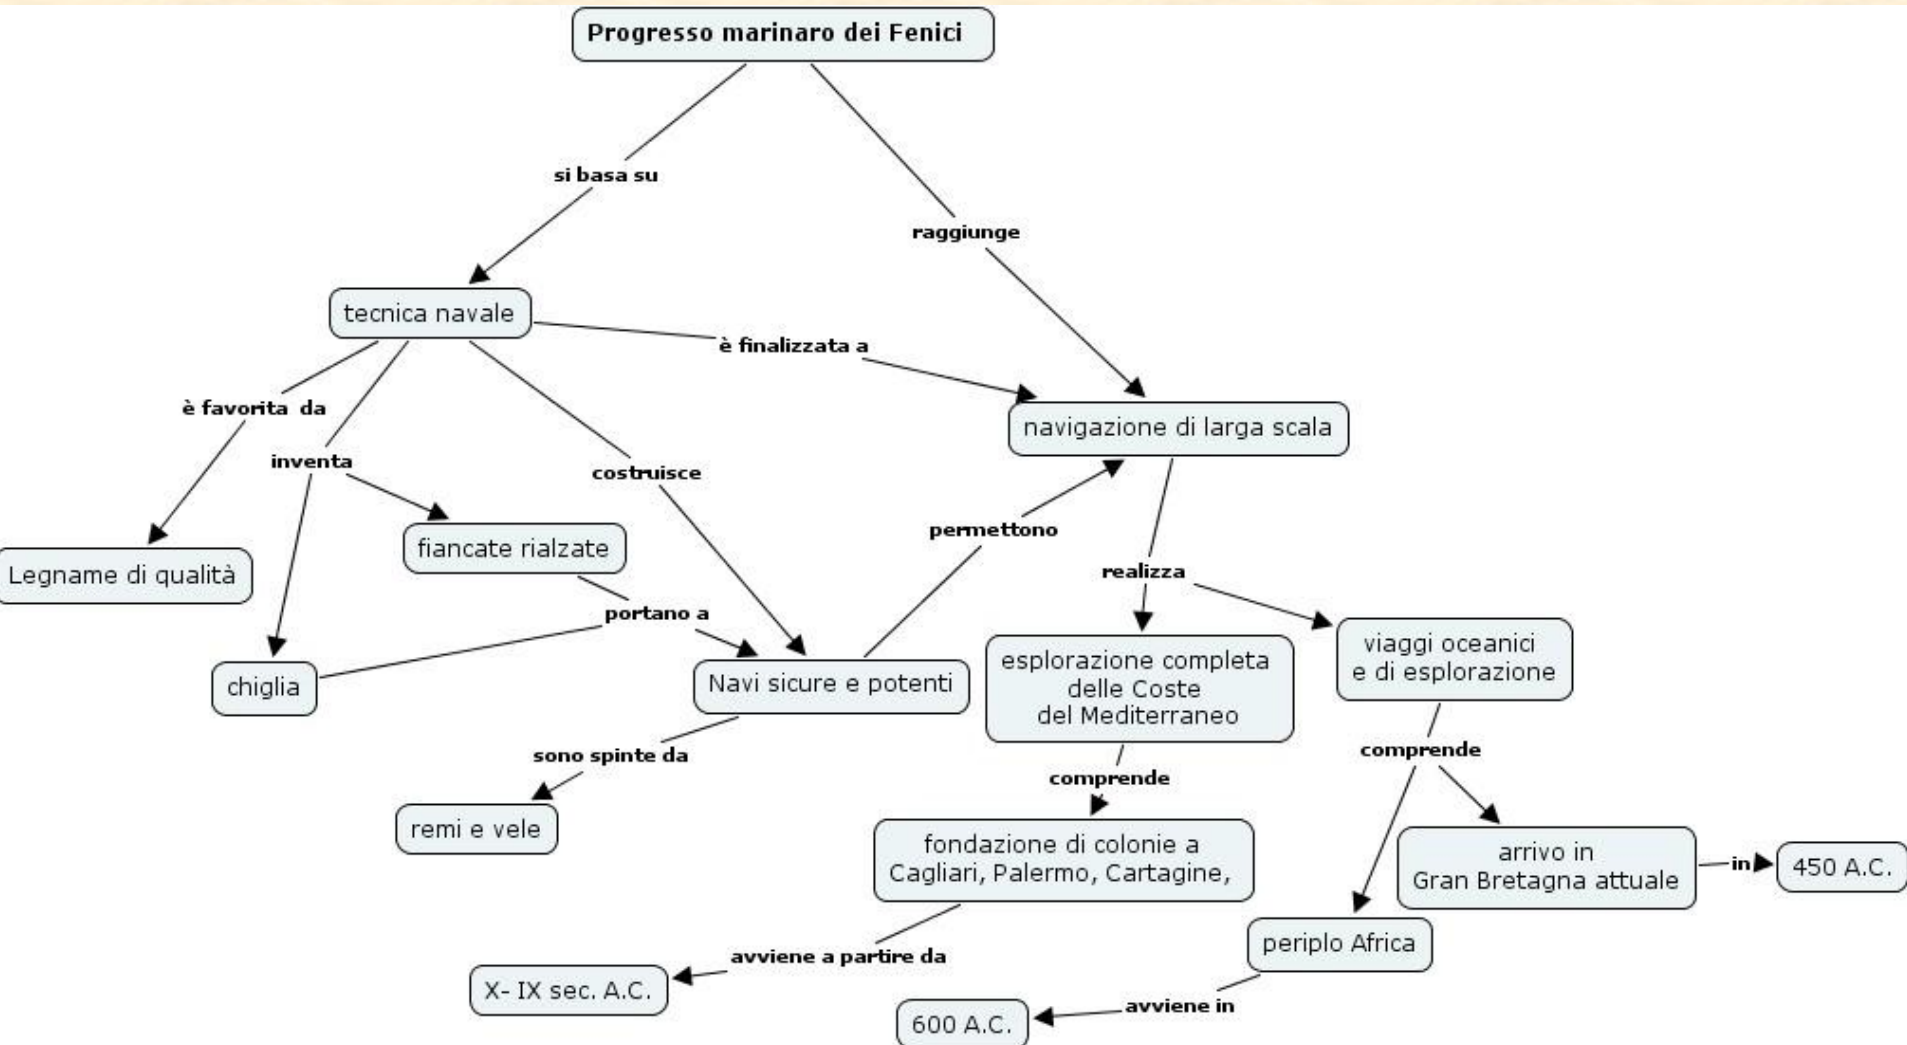 Progresso marinaro dei Fenici
si basa su
raggiunge
tecnica navale
è finalizzata a
è favorita da
inventa
costruisce
navigazione di larga scala
Legname di qualità
fiancate rialzate
permettono
realizza
portano a
chiglia
Navi sicure e potenti
esplorazione completa
delle Coste
del Mediterraneo
viaggi oceanici
e di esplorazione
sono spinte da
comprende
comprende
remi e vele
fondazione di colonie a
Cagliari, Palermo, Cartagine,
arrivo in
Gran Bretagna attuale
in
450 A.C.
avviene a partire da
periplo Africa
X- IX sec. A.C.
avviene in
600 A.C.